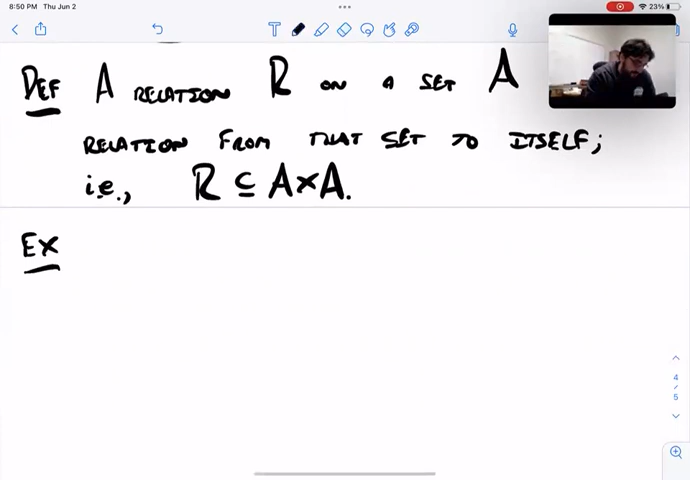 8:50 PM Thu Jun 2
23%
DEF A RELATION R ON A SET A
RELATION FROM THAT SET TO ITSELF;
i.e., R ⊆ A×A.
EX
4
/
5